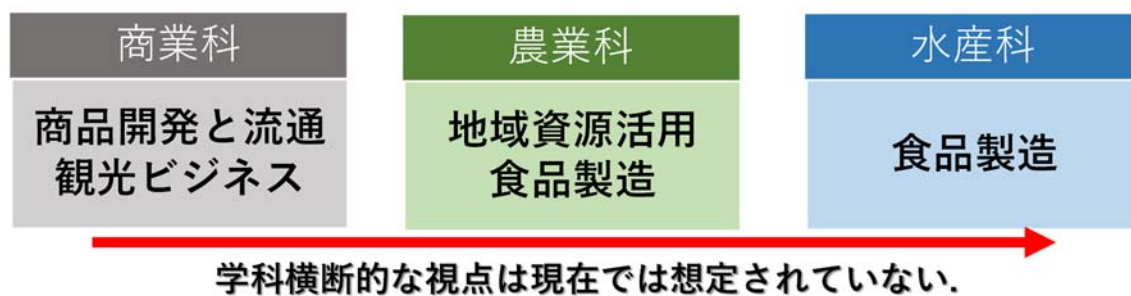 商業科
商品開発と流通
観光ビジネス
農業科
地域資源活用
食品製造
水産科
食品製造
学科横断的な視点は現在では想定されていない.